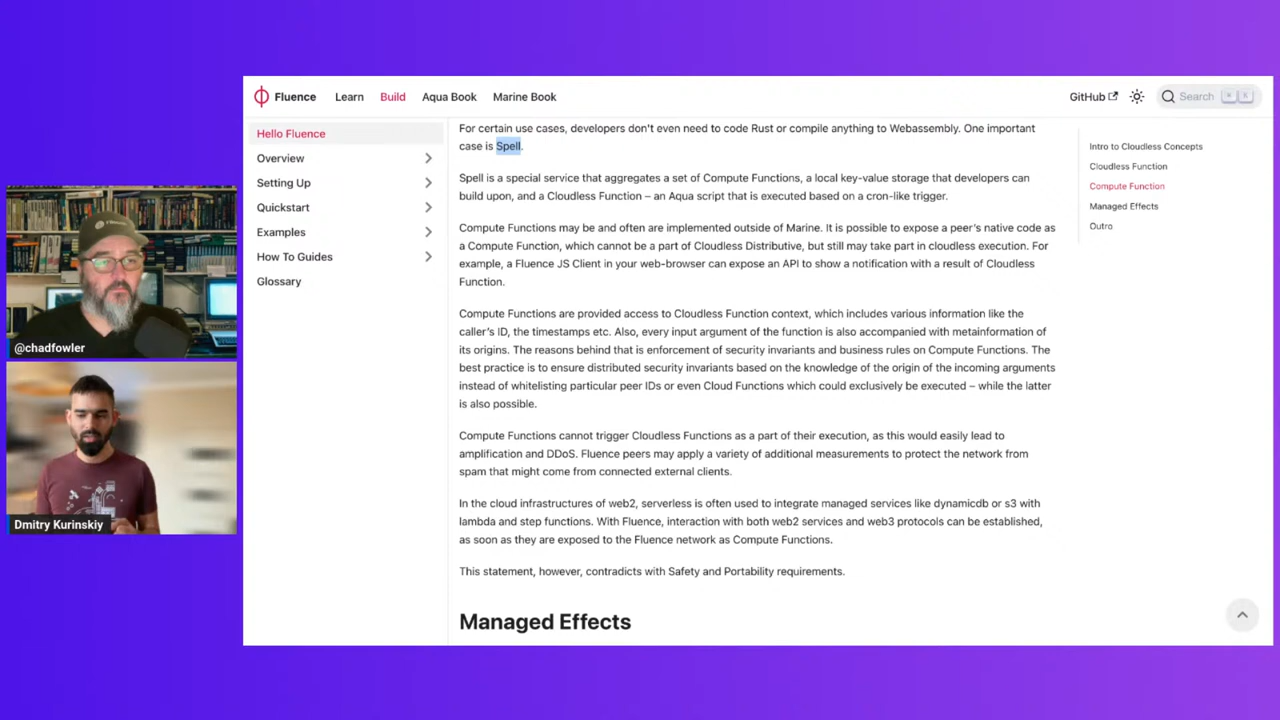 Fluence
Learn
Build
Aqua Book
Marine Book
GitHub
Search
K
Hello Fluence
Overview
Setting Up
Quickstart
Examples
How To Guides
Glossary
For certain use cases, developers don't even need to code Rust or compile anything to Webassembly. One important
case is Spell.
Spell is a special service that aggregates a set of Compute Functions, a local key-value storage that developers can
build upon, and a Cloudless Function – an Aqua script that is executed based on a cron-like trigger.
Compute Functions may be and often are implemented outside of Marine. It is possible to expose a peer's native code as
a Compute Function, which cannot be a part of Cloudless Distributive, but still may take part in cloudless execution. For
example, a Fluence JS Client in your web-browser can expose an API to show a notification with a result of Cloudless
Function.
Compute Functions are provided access to Cloudless Function context, which includes various information like the
caller's ID, the timestamps etc. Also, every input argument of the function is also accompanied with metainformation of
its origins. The reasons behind that is enforcement of security invariants and business rules on Compute Functions. The
best practice is to ensure distributed security invariants based on the knowledge of the origin of the incoming arguments
instead of whitelisting particular peer IDs or even Cloud Functions which could exclusively be executed – while the latter
is also possible.
Compute Functions cannot trigger Cloudless Functions as a part of their execution, as this would easily lead to
amplification and DDoS. Fluence peers may apply a variety of additional measurements to protect the network from
spam that might come from connected external clients.
In the cloud infrastructures of web2, serverless is often used to integrate managed services like dynamicdb or s3 with
lambda and step functions. With Fluence, interaction with both web2 services and web3 protocols can be established,
as soon as they are exposed to the Fluence network as Compute Functions.
This statement, however, contradicts with Safety and Portability requirements.
Managed Effects
Intro to Cloudless Concepts
Cloudless Function
Compute Function
Managed Effects
Outro
@chadfowler
Dmitry Kurinskiy